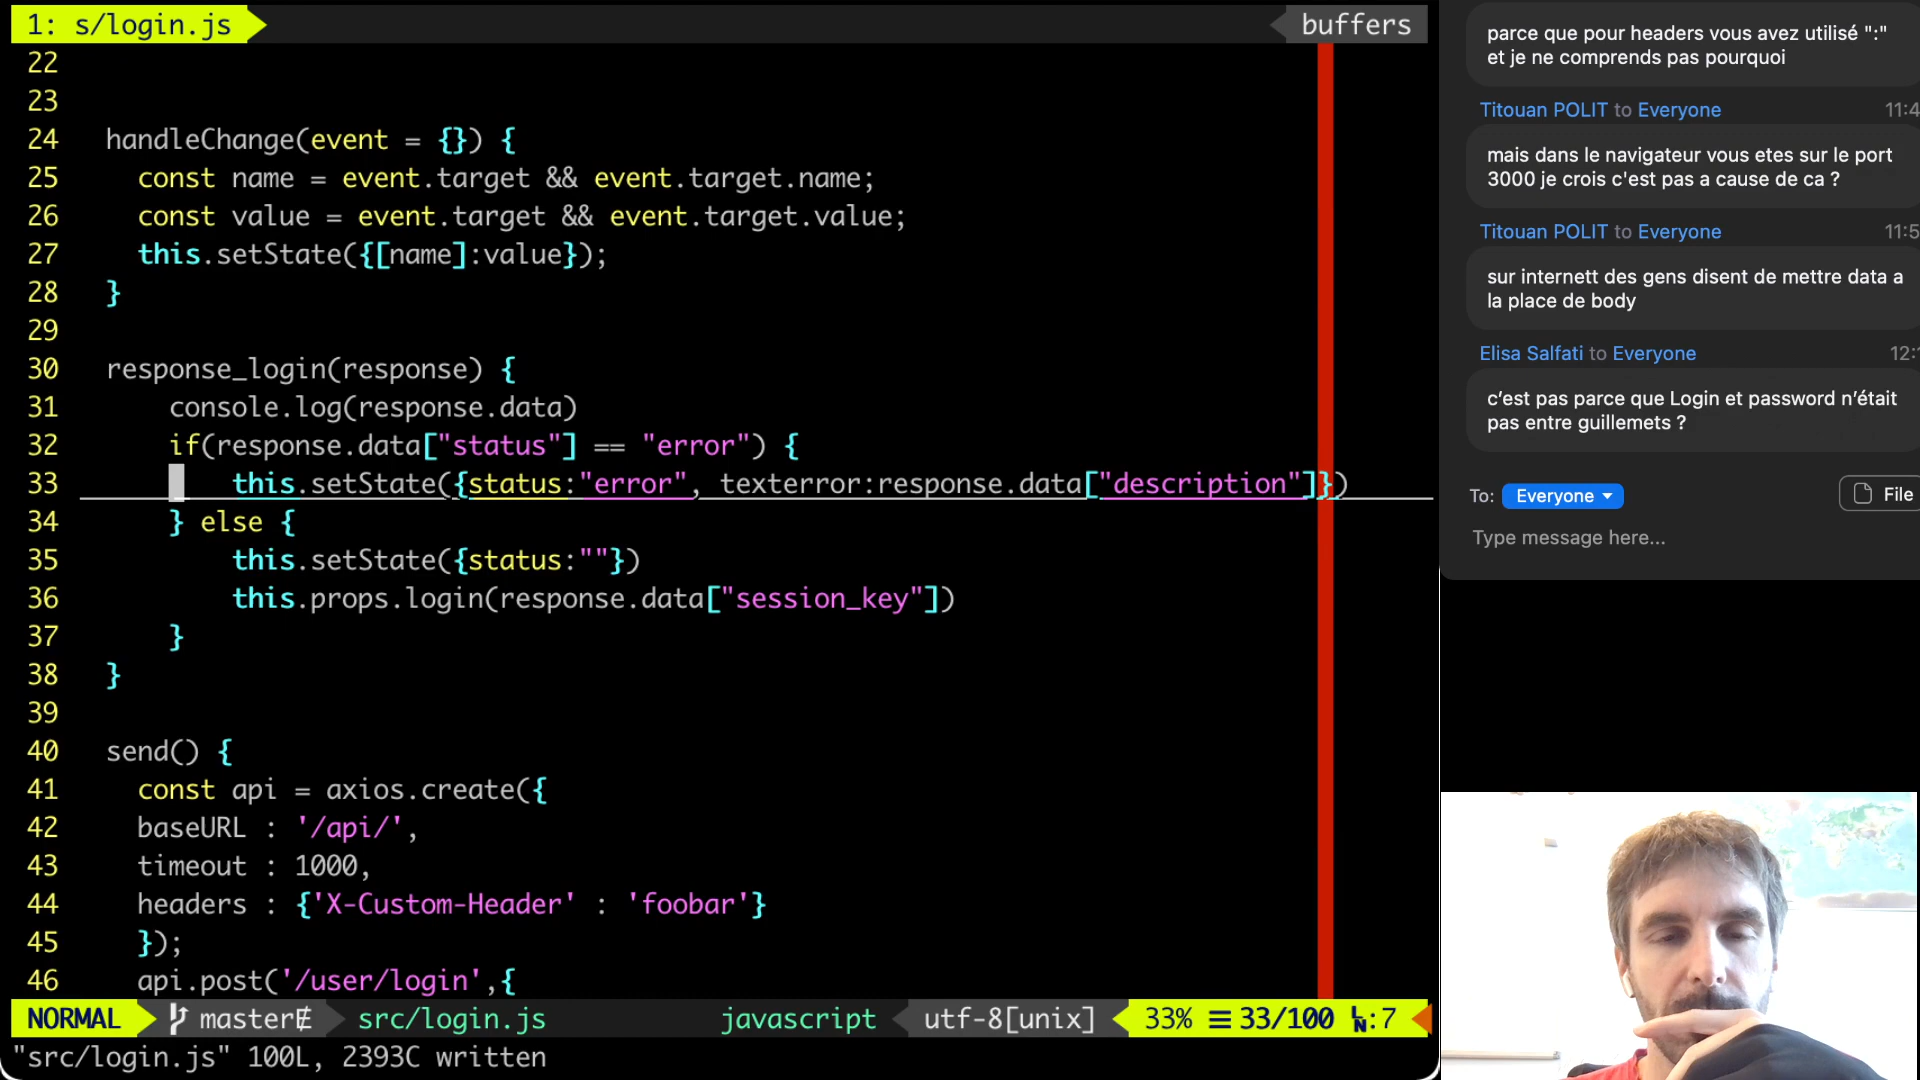 1: s/login.js
buffers
22
23
24 handleChange(event = {}) {
25 const name = event.target && event.target.name;
26 const value = event.target && event.target.value;
27 this.setState({[name]:value});
28 }
29
30 response_login(response) {
31 console.log(response.data)
32 if(response.data["status"] == "error") {
33 this.setState({status:"error", texterror:response.data["description"]})
34 } else {
35 this.setState({status:""})
36 this.props.login(response.data["session_key"])
37 }
38 }
39
40 send() {
41 const api = axios.create({
42 baseURL : '/api/',
43 timeout : 1000,
44 headers : {'X-Custom-Header' : 'foobar'}
45 });
46 api.post('/user/login',{
NORMAL master src/login.js javascript utf-8[unix] 33% 33/100 :7
"src/login.js" 100L, 2393C written
parce que pour headers vous avez utilisé ":"
et je ne comprends pas pourquoi
Titouan POLIT to Everyone 11:4
mais dans le navigateur vous etes sur le port
3000 je crois c'est pas a cause de ca ?
Titouan POLIT to Everyone 11:5
sur internett des gens disent de mettre data a
la place de body
Elisa Salfati to Everyone 12:
c'est pas parce que Login et password n'était
pas entre guillemets ?
To: Everyone
File
Type message here...